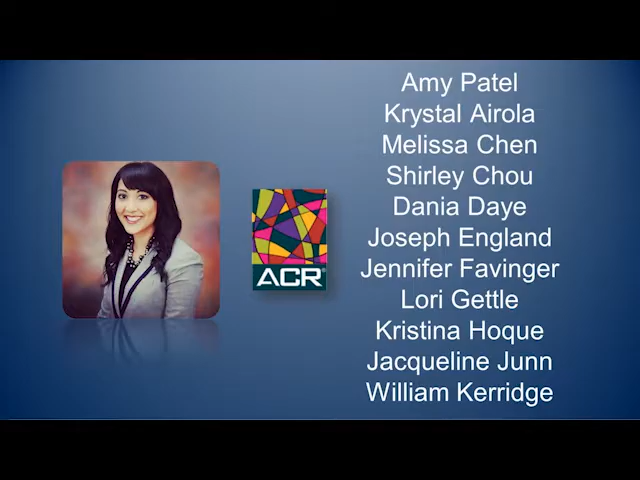 Amy Patel
Krystal Airola
Melissa Chen
Shirley Chou
Dania Daye
Joseph England
Jennifer Favinger
Lori Gettle
Kristina Hoque
Jacqueline Junn
William Kerridge
ACR®